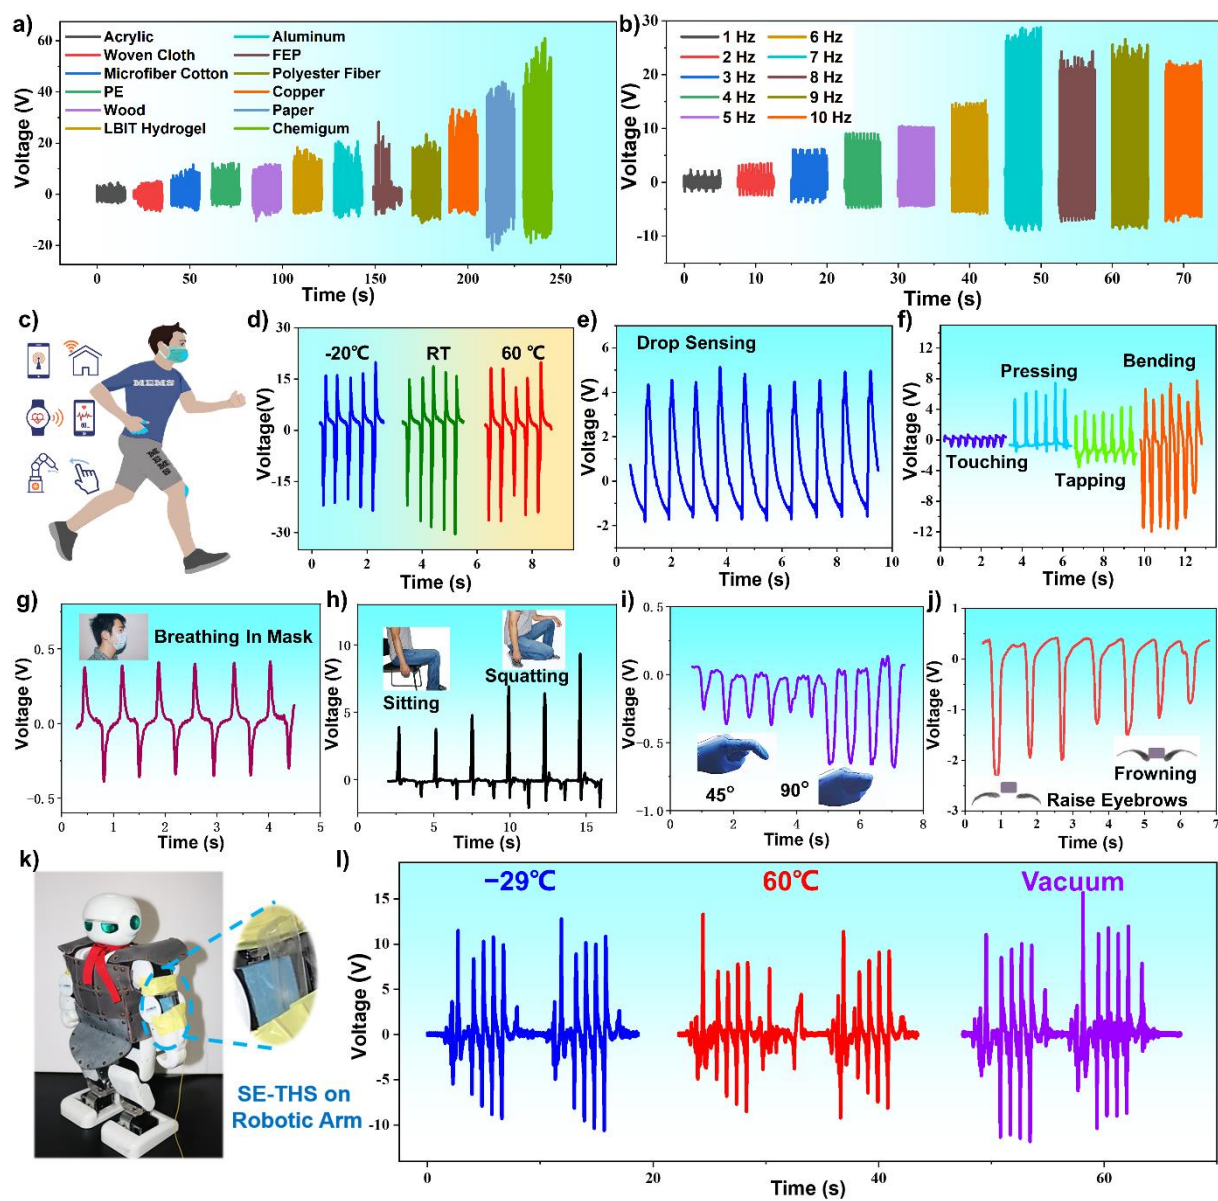 a)
60
40
20
0
-20
Voltage (V)
Acrylic
Woven Cloth
Microfiber Cotton
PE
Wood
LBIT Hydrogel
Aluminum
FEP
Polyester Fiber
Copper
Paper
Chemigum
0 50 100 150 200 250
Time (s)
b)
30
20
10
0
-10
Voltage (V)
1 Hz
2 Hz
3 Hz
4 Hz
5 Hz
6 Hz
7 Hz
8 Hz
9 Hz
10 Hz
0 10 20 30 40 50 60 70
Time (s)
c)
MEMS
MEMS
d)
30
15
0
-15
-30
Voltage(V)
-20℃ RT 60 ℃
0 2 4 6 8
Time (s)
e)
6
4
2
0
-2
Voltage (V)
Drop Sensing
0 2 4 6 8 10
Time (s)
f)
12
8
4
0
-4
-8
-12
Voltage (V)
Touching
Pressing
Tapping
Bending
0 2 4 6 8 10 12
Time (s)
g)
0.5
0.0
-0.5
Voltage (V)
Breathing In Mask
0 1 2 3 4 5
Time (s)
h)
10
5
0
Voltage (V)
Sitting
Squatting
0 5 10 15
Time (s)
i)
0.5
0.0
-0.5
-1.0
Voltage (V)
45°
90°
0 2 4 6 8
Time (s)
j)
1
0
-1
-2
-3
Voltage (V)
Frowning
Raise Eyebrows
0 1 2 3 4 5 6 7
Time (s)
k)
SE-THS on
Robotic Arm
l)
15
10
5
0
-5
-10
Voltage (V)
−29℃ 60℃ Vacuum
0 20 40 60
Time (s)